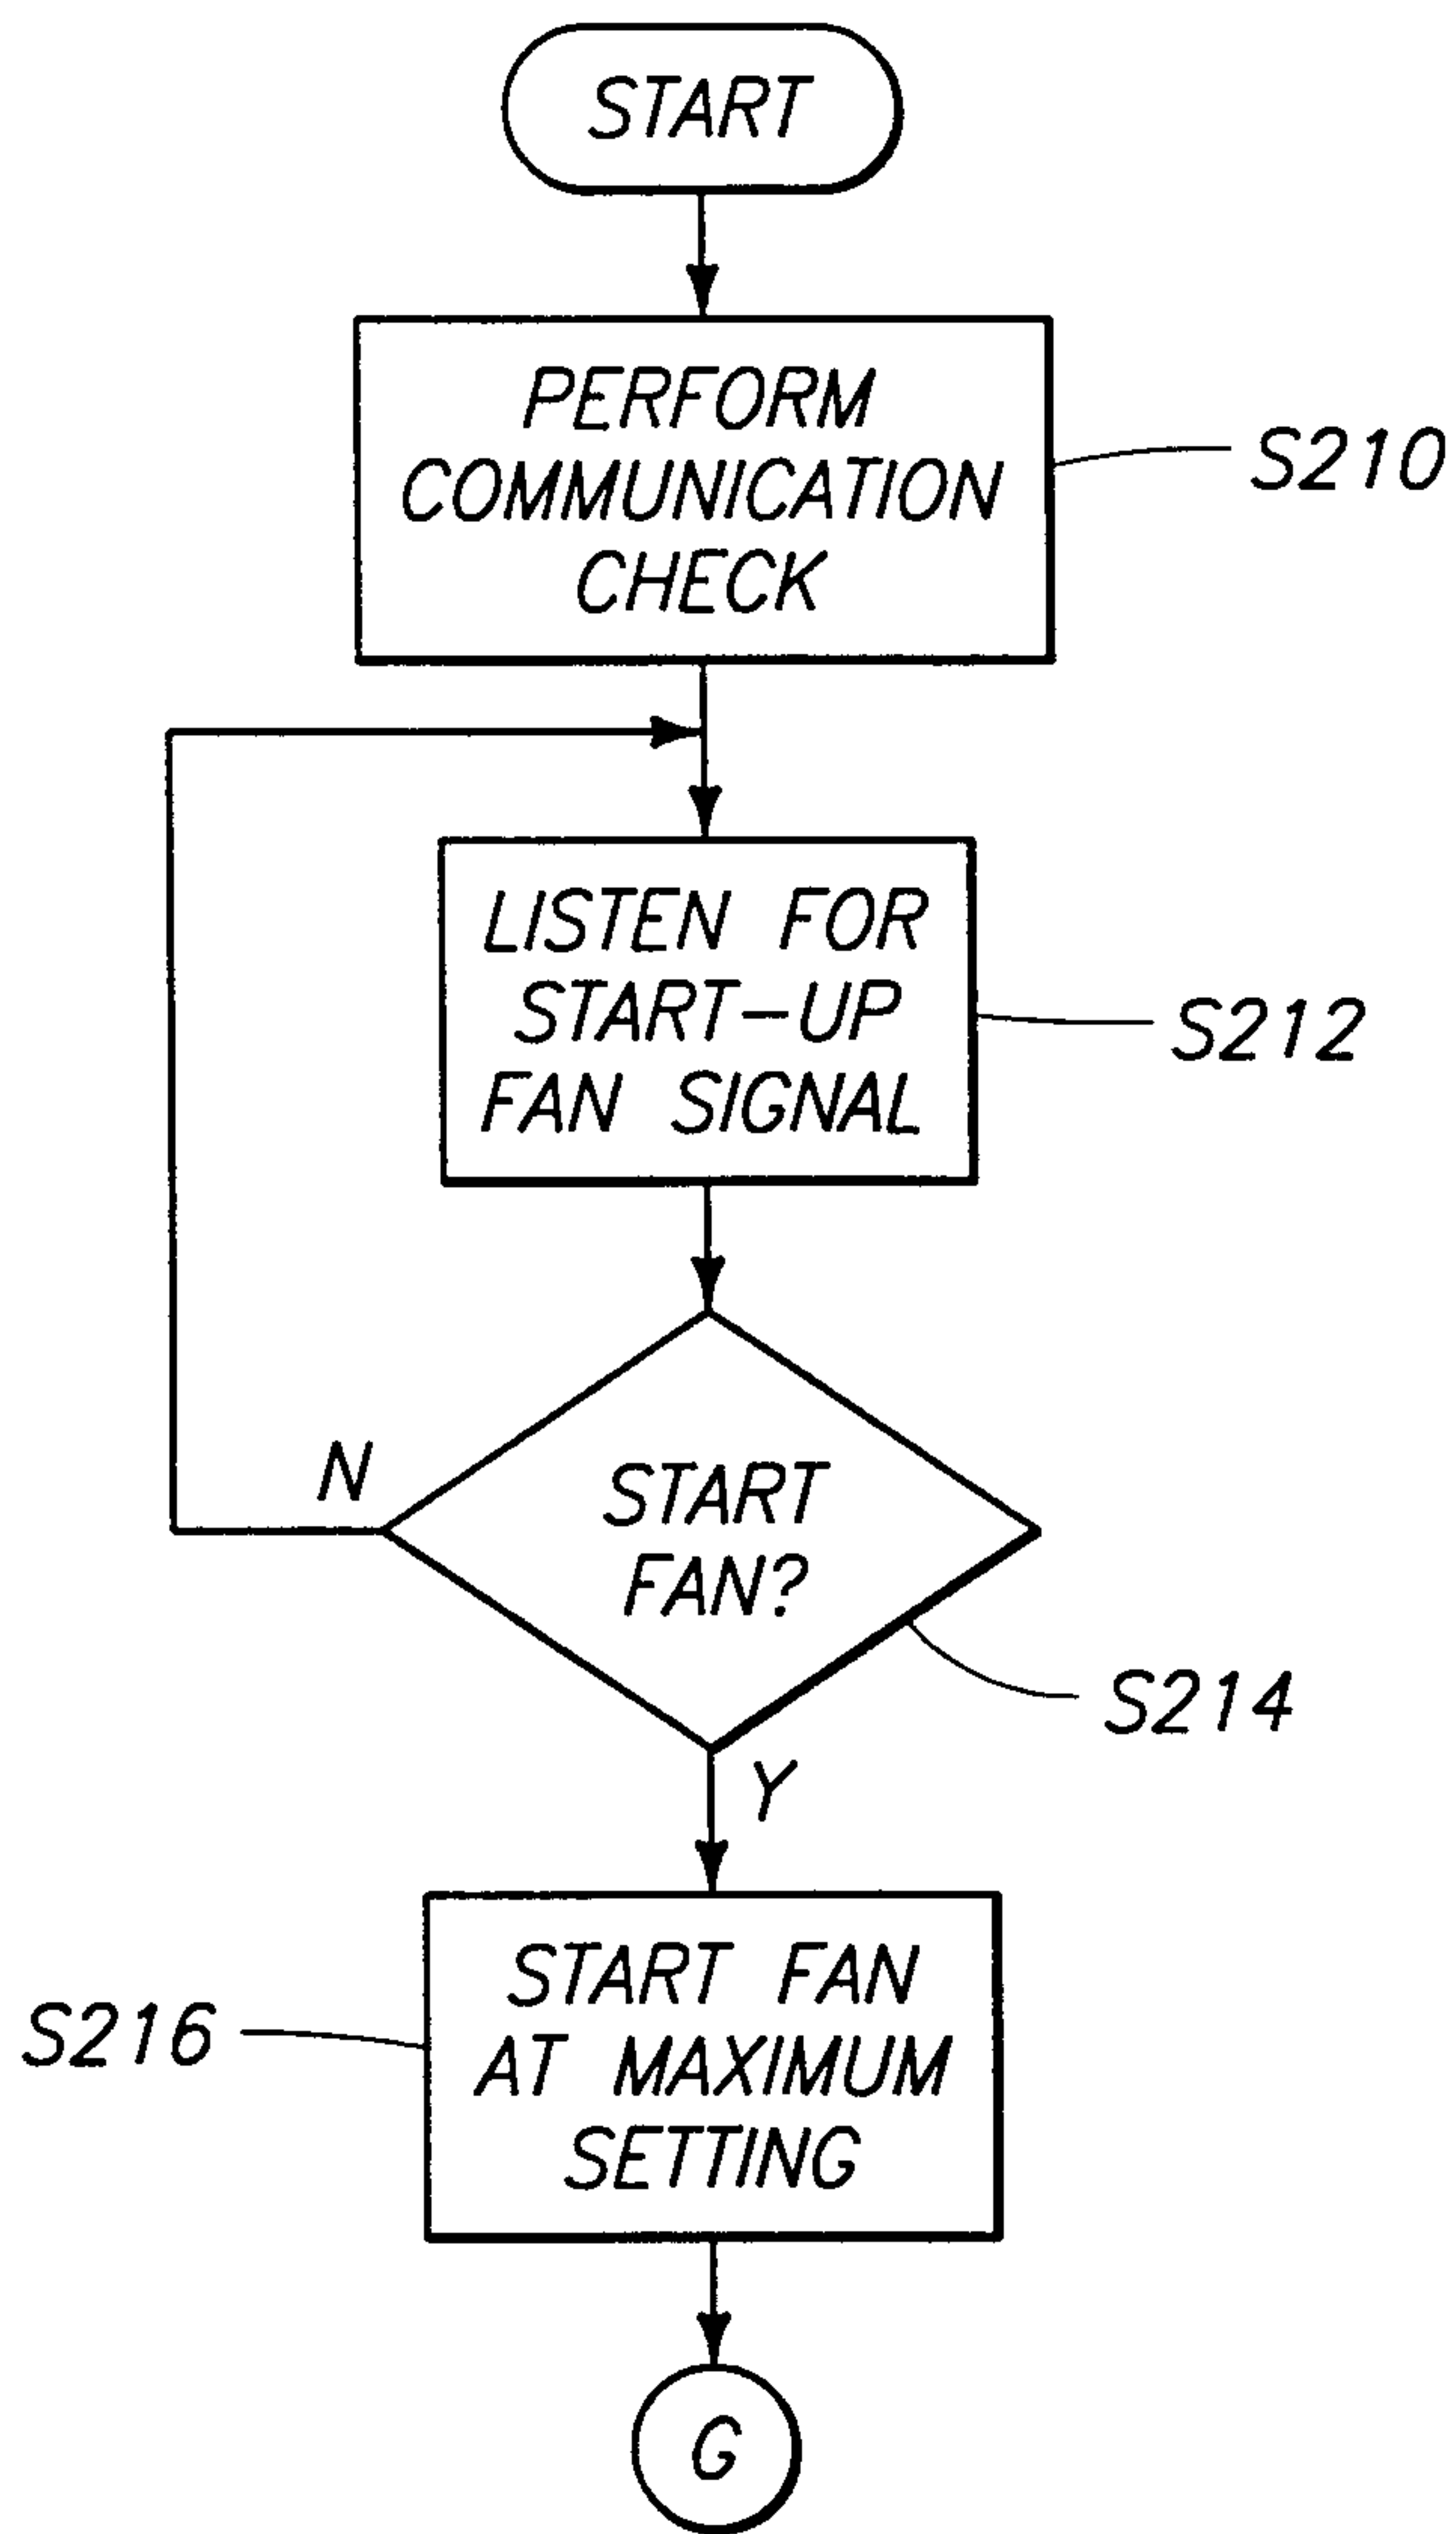 START
PERFORM
COMMUNICATION
CHECK
S210
LISTEN FOR
START-UP
FAN SIGNAL
S212
N
START
FAN?
S214
Y
START FAN
AT MAXIMUM
SETTING
S216
G